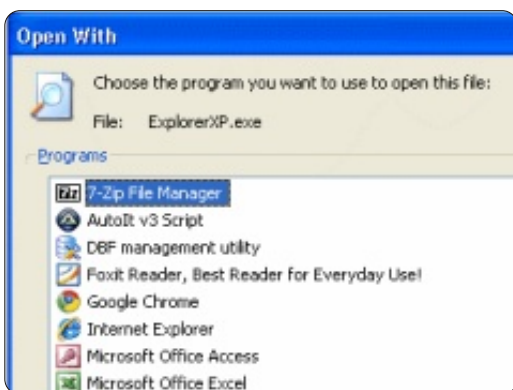 Open With
Choose the program you want to use to open this file:
File: ExplorerXP.exe
Programs
7-Zip File Manager
AutoIt v3 Script
DBF management utility
Foxit Reader, Best Reader for Everyday Use!
Google Chrome
Internet Explorer
Microsoft Office Access
Microsoft Office Excel